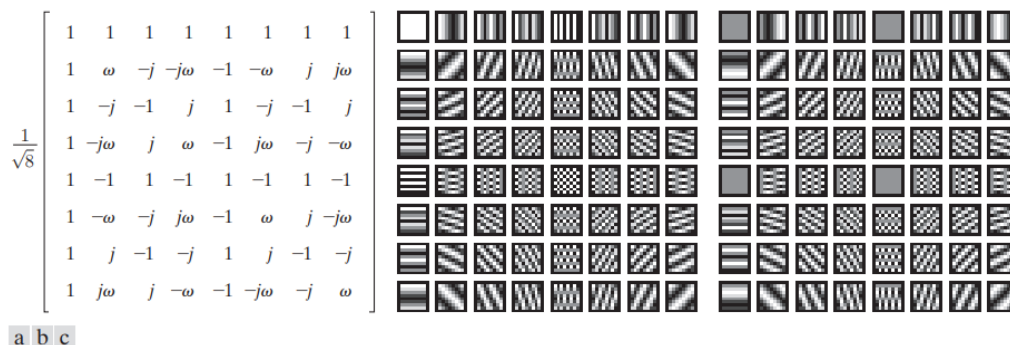 1/√8
1 1 1 1 1 1 1 1
1 ω −j −jω −1 −ω j jω
1 −j −1 j 1 −j −1 j
1 −jω j ω −1 jω −j −ω
1 −1 1 −1 1 −1 1 −1
1 −ω −j jω −1 ω j −jω
1 j −1 −j 1 j −1 −j
1 jω j −ω −1 −jω −j ω
a b c